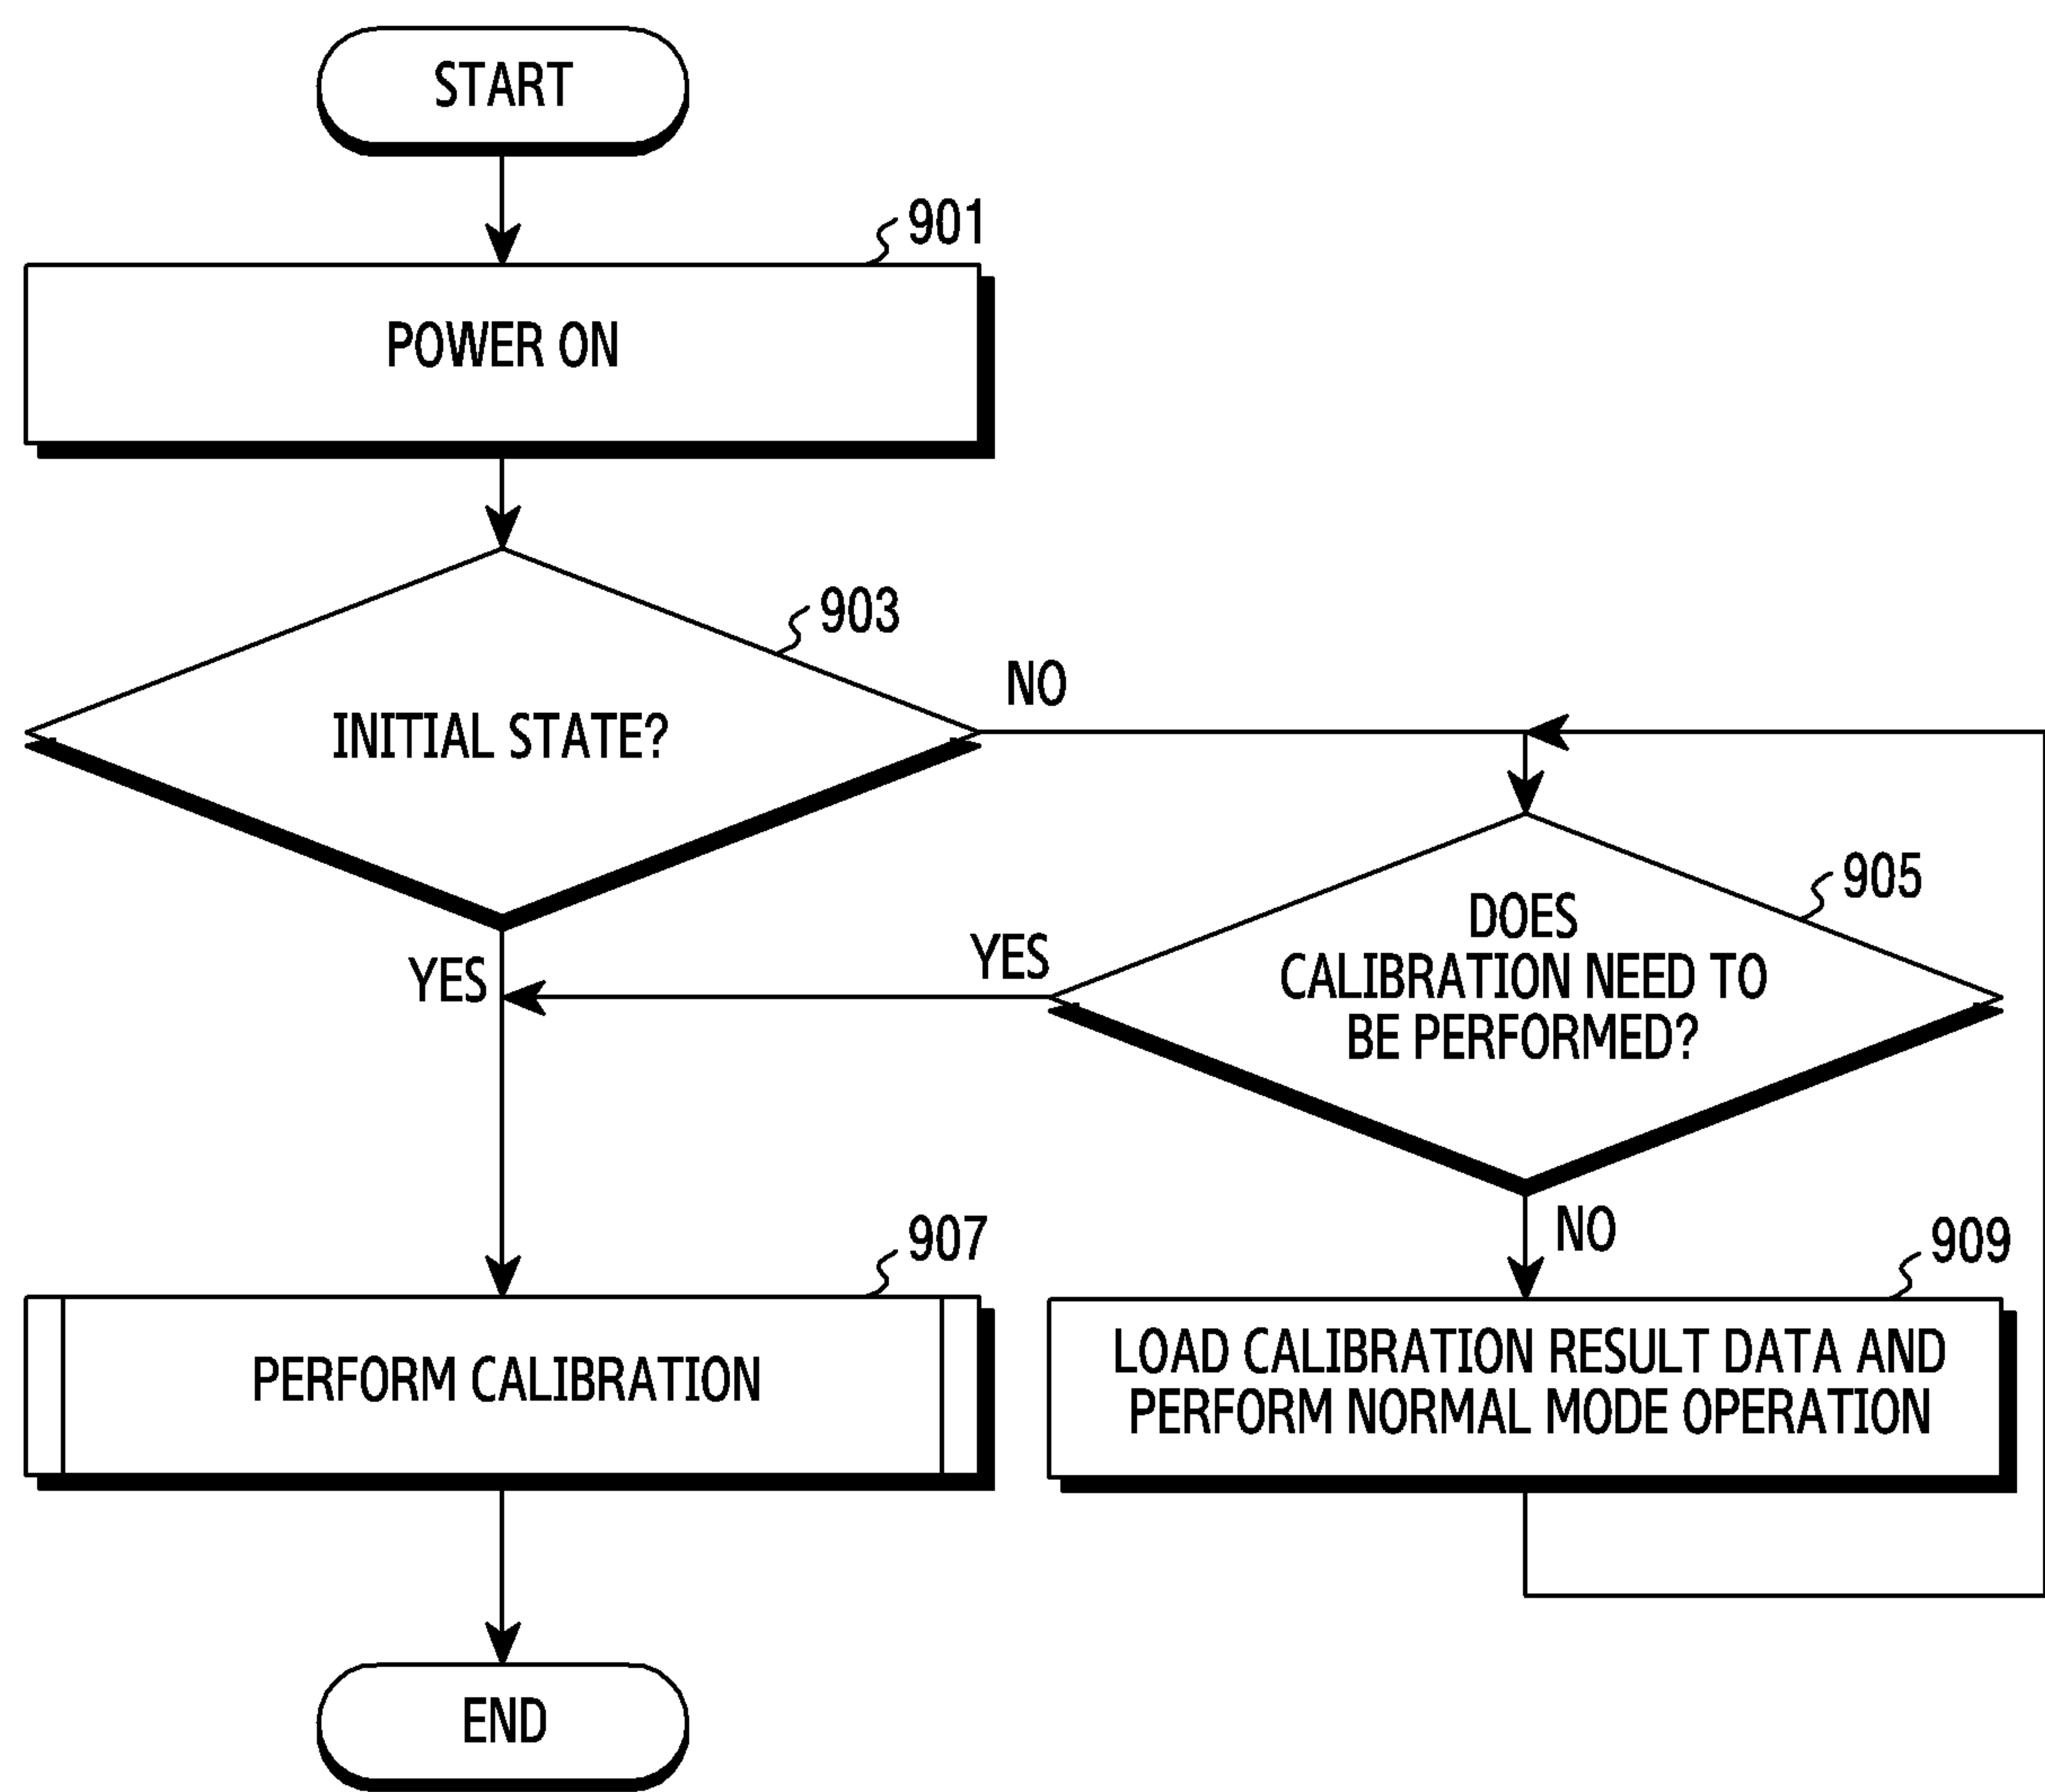 START
901
POWER ON
903
INITIAL STATE?
NO
905
DOES
CALIBRATION NEED TO
BE PERFORMED?
YES
YES
NO
907
PERFORM CALIBRATION
909
LOAD CALIBRATION RESULT DATA AND
PERFORM NORMAL MODE OPERATION
END